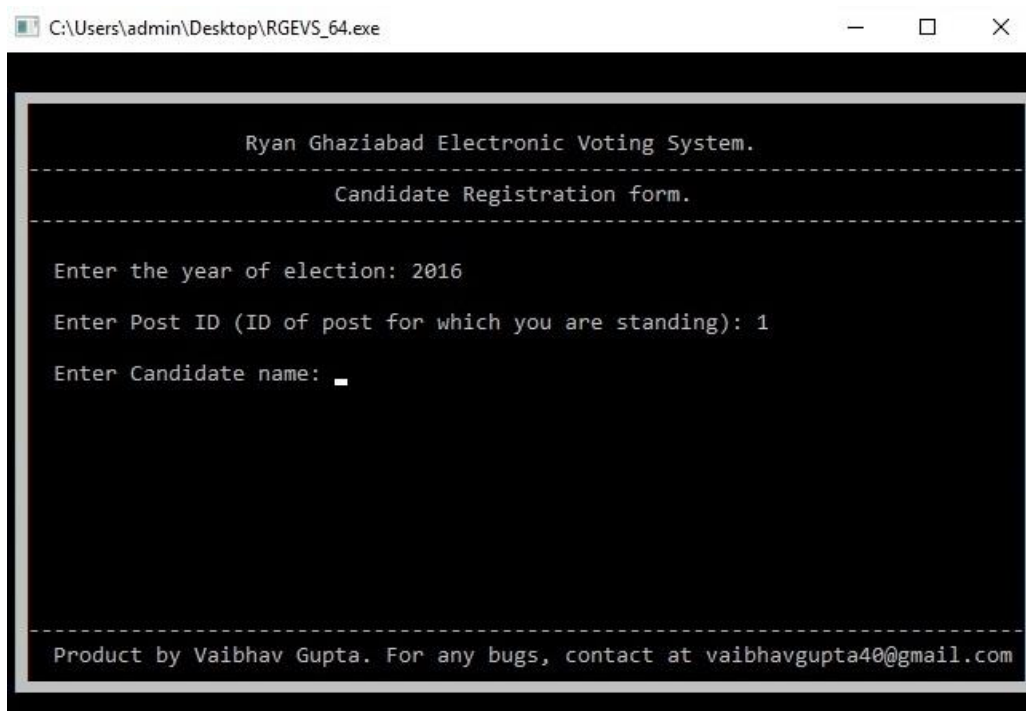 C:\Users\admin\Desktop\RGEVS_64.exe
Ryan Ghaziabad Electronic Voting System.
Candidate Registration form.
Enter the year of election: 2016
Enter Post ID (ID of post for which you are standing): 1
Enter Candidate name:
Product by Vaibhav Gupta. For any bugs, contact at vaibhavgupta40@gmail.com